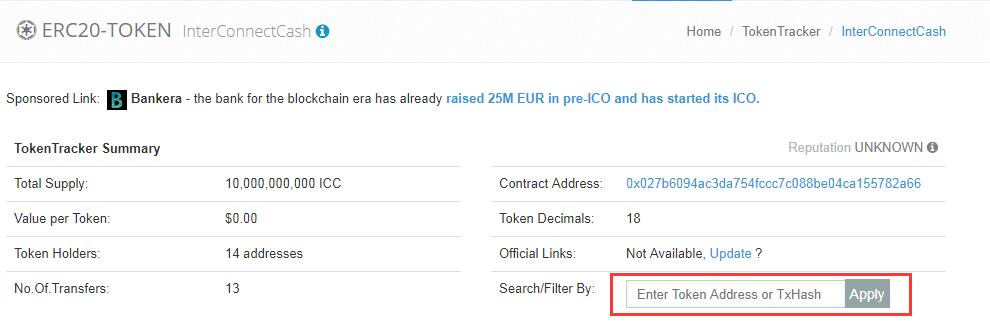 ERC20-TOKEN InterConnectCash Home / TokenTracker / InterConnectCash
Sponsored Link: Bankera - the bank for the blockchain era has already raised 25M EUR in pre-ICO and has started its ICO.
TokenTracker Summary
Reputation UNKNOWN
Total Supply: 10,000,000,000 ICC
Contract Address: 0x027b6094ac3da754fccc7c088be04ca155782a66
Value per Token: $0.00
Token Decimals: 18
Token Holders: 14 addresses
Official Links: Not Available, Update ?
No.Of.Transfers: 13
Search/Filter By: Enter Token Address or TxHash Apply